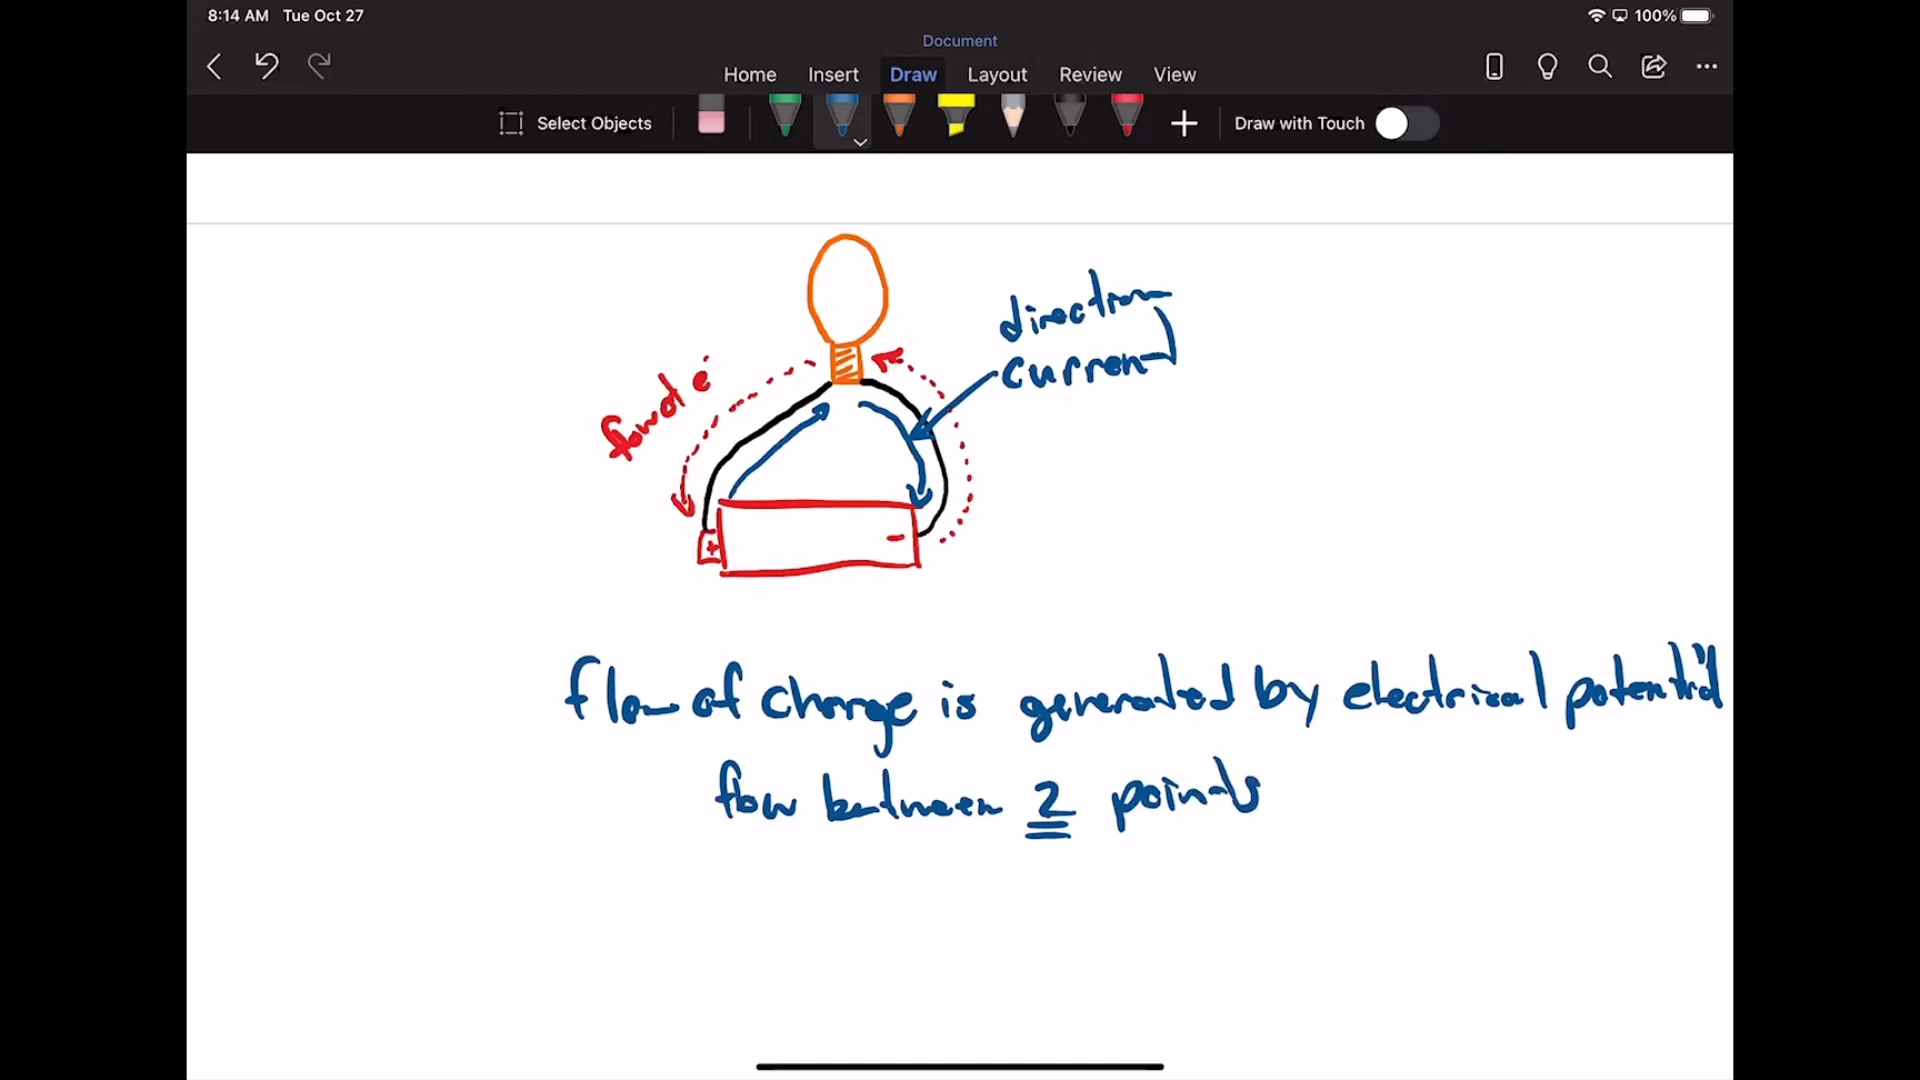 8:14 AM Tue Oct 27
100%
Document
Home Insert Draw Layout Review View
Select Objects
Draw with Touch
direction
current
flow of e⁻
+
-
flow of charge is generated by electrical potential
flow between 2 points